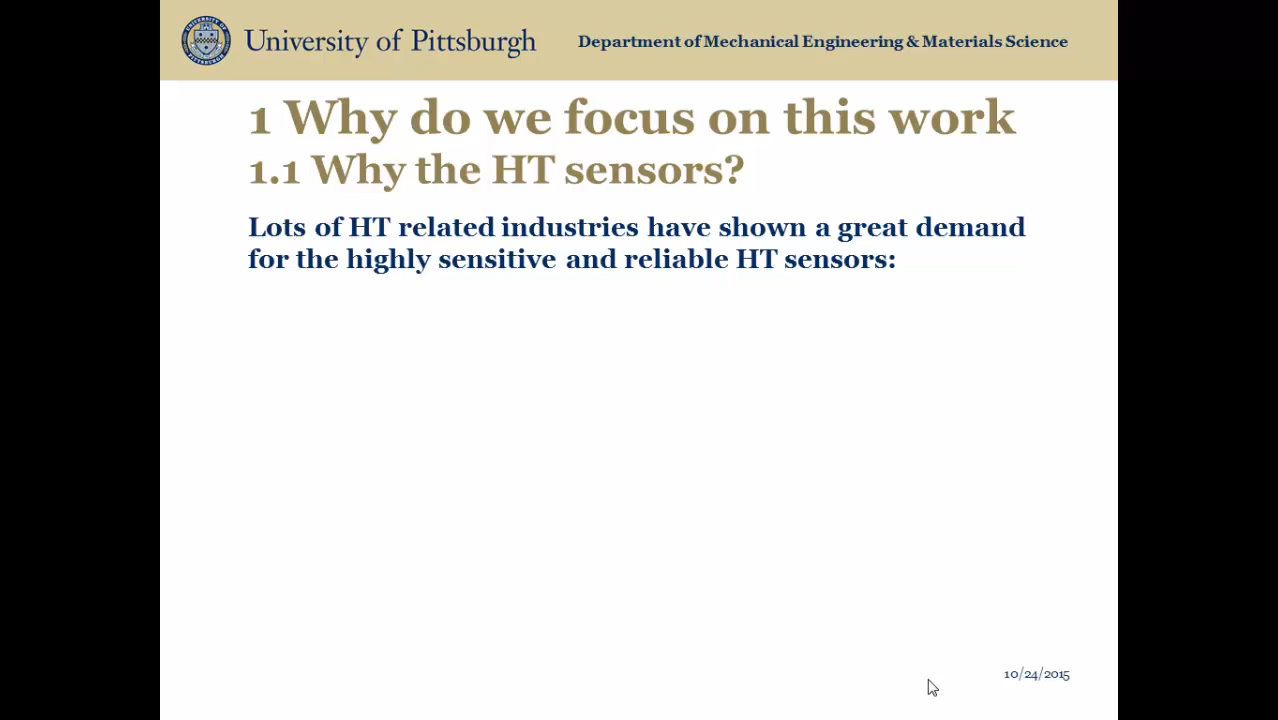 University of Pittsburgh
Department of Mechanical Engineering & Materials Science
1 Why do we focus on this work
1.1 Why the HT sensors?
Lots of HT related industries have shown a great demand
for the highly sensitive and reliable HT sensors:
10/24/2015